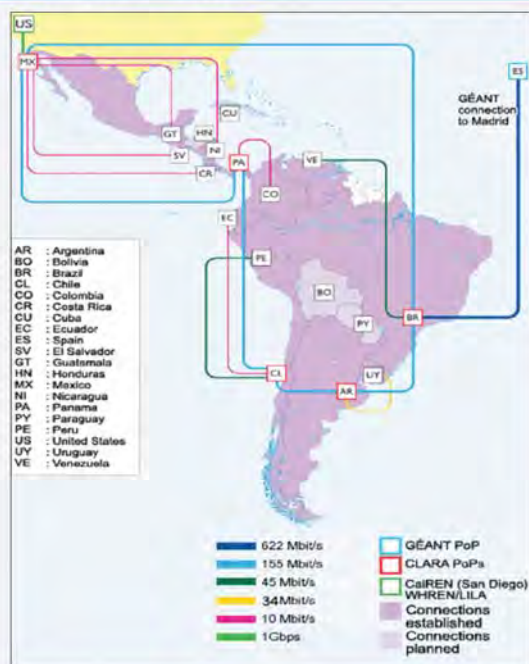 US
MX
ES
GÉANT
connection
to Madrid
CU
GT
HN
SV
NI
CR
PA
VE
CO
EC
PE
BO
BR
PY
CL
UY
AR
AR : Argentina
BO : Bolivia
BR : Brazil
CL : Chile
CO : Colombia
CR : Costa Rica
CU : Cuba
EC : Ecuador
ES : Spain
SV : El Salvador
GT : Guatemala
HN : Honduras
MX : Mexico
NI : Nicaragua
PA : Panama
PY : Paraguay
PE : Peru
US : United States
UY : Uruguay
VE : Venezuela
622 Mbit/s
155 Mbit/s
45 Mbit/s
34Mbit/s
10 Mbit/s
1Gbps
GÉANT PoP
CLARA PoPs
CalREN (San Diego)
WHREN/LILA
Connections
established
Connections
planned